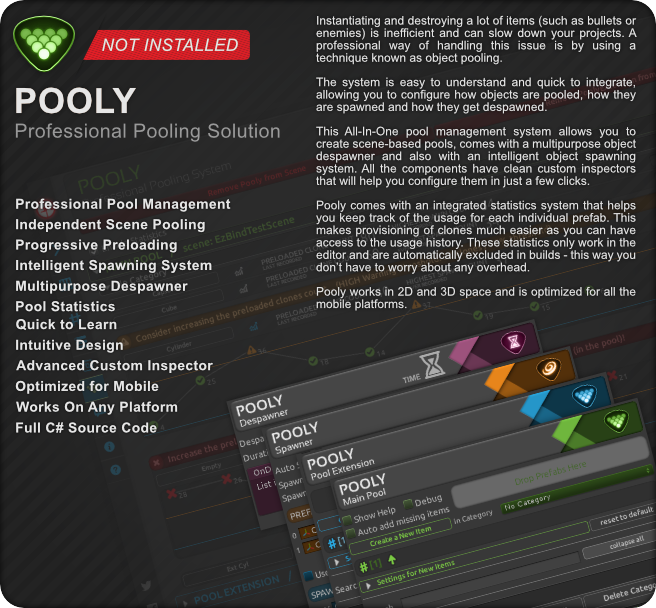 NOT INSTALLED
POOLY
Professional Pooling Solution
Professional Pool Management
Independent Scene Pooling
Progressive Preloading
Intelligent Spawning System
Multipurpose Despawner
Pool Statistics
Quick to Learn
Intuitive Design
Advanced Custom Inspector
Optimized for Mobile
Works On Any Platform
Full C# Source Code
Instantiating and destroying a lot of items (such as bullets or
enemies) is inefficient and can slow down your projects. A
professional way of handling this issue is by using a
technique known as object pooling.
The system is easy to understand and quick to integrate,
allowing you to configure how objects are pooled, how they
are spawned and how they get despawned.
This All-In-One pool management system allows you to
create scene-based pools, comes with a multipurpose object
despawner and also with an intelligent object spawning
system. All the components have clean custom inspectors
that will help you configure them in just a few clicks.
Pooly comes with an integrated statistics system that helps
you keep track of the usage for each individual prefab. This
makes provisioning of clones much easier as you can have
access to the usage history. These statistics only work in the
editor and are automatically excluded in builds - this way you
don't have to worry about any overhead.
Pooly works in 2D and 3D space and is optimized for all the
mobile platforms.
POOLY
Despawner
TIME
POOLY
Spawner
POOLY
Pool Extension
POOLY
Main Pool
Drop Prefabs Here
Show Help
Debug
Auto add missing items
Create a New Item
in Category
No Category
reset to default
#[1]
Settings for New Items
collapse all
Delete Categ
POOL EXTENSION